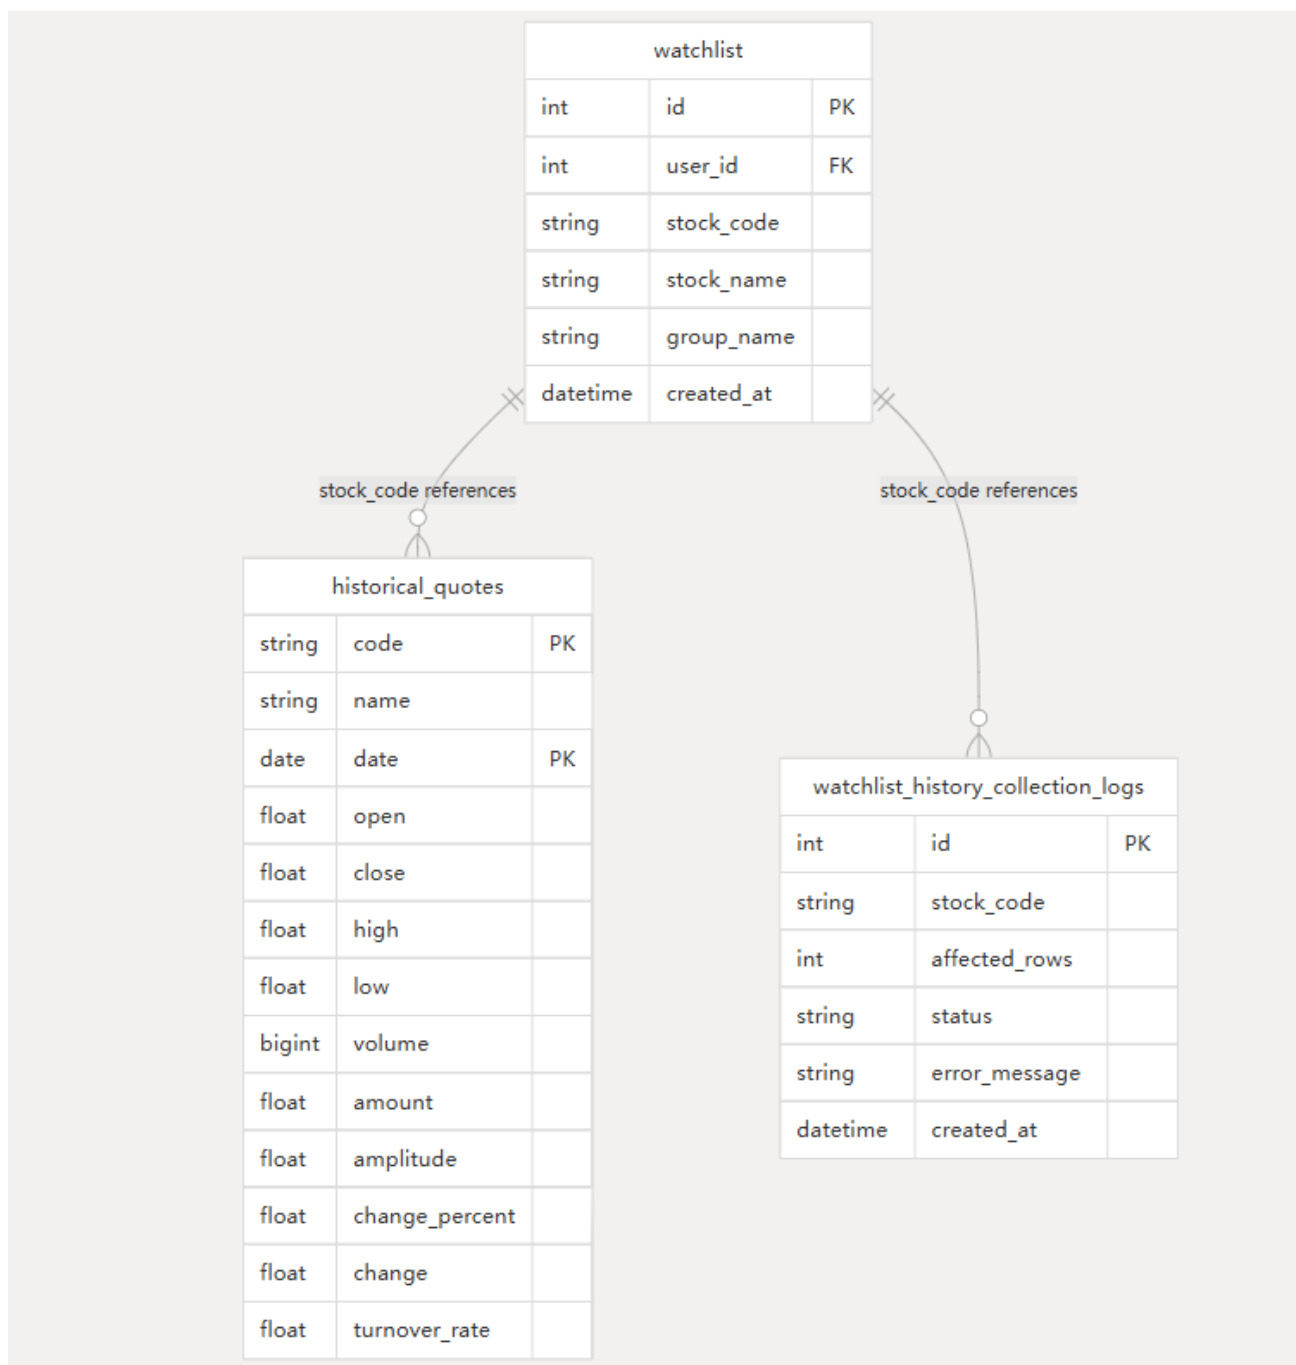 watchlist
int id PK
int user_id FK
string stock_code
string stock_name
string group_name
datetime created_at
stock_code references
stock_code references
historical_quotes
string code PK
string name
date date PK
float open
float close
float high
float low
bigint volume
float amount
float amplitude
float change_percent
float change
float turnover_rate
watchlist_history_collection_logs
int id PK
string stock_code
int affected_rows
string status
string error_message
datetime created_at